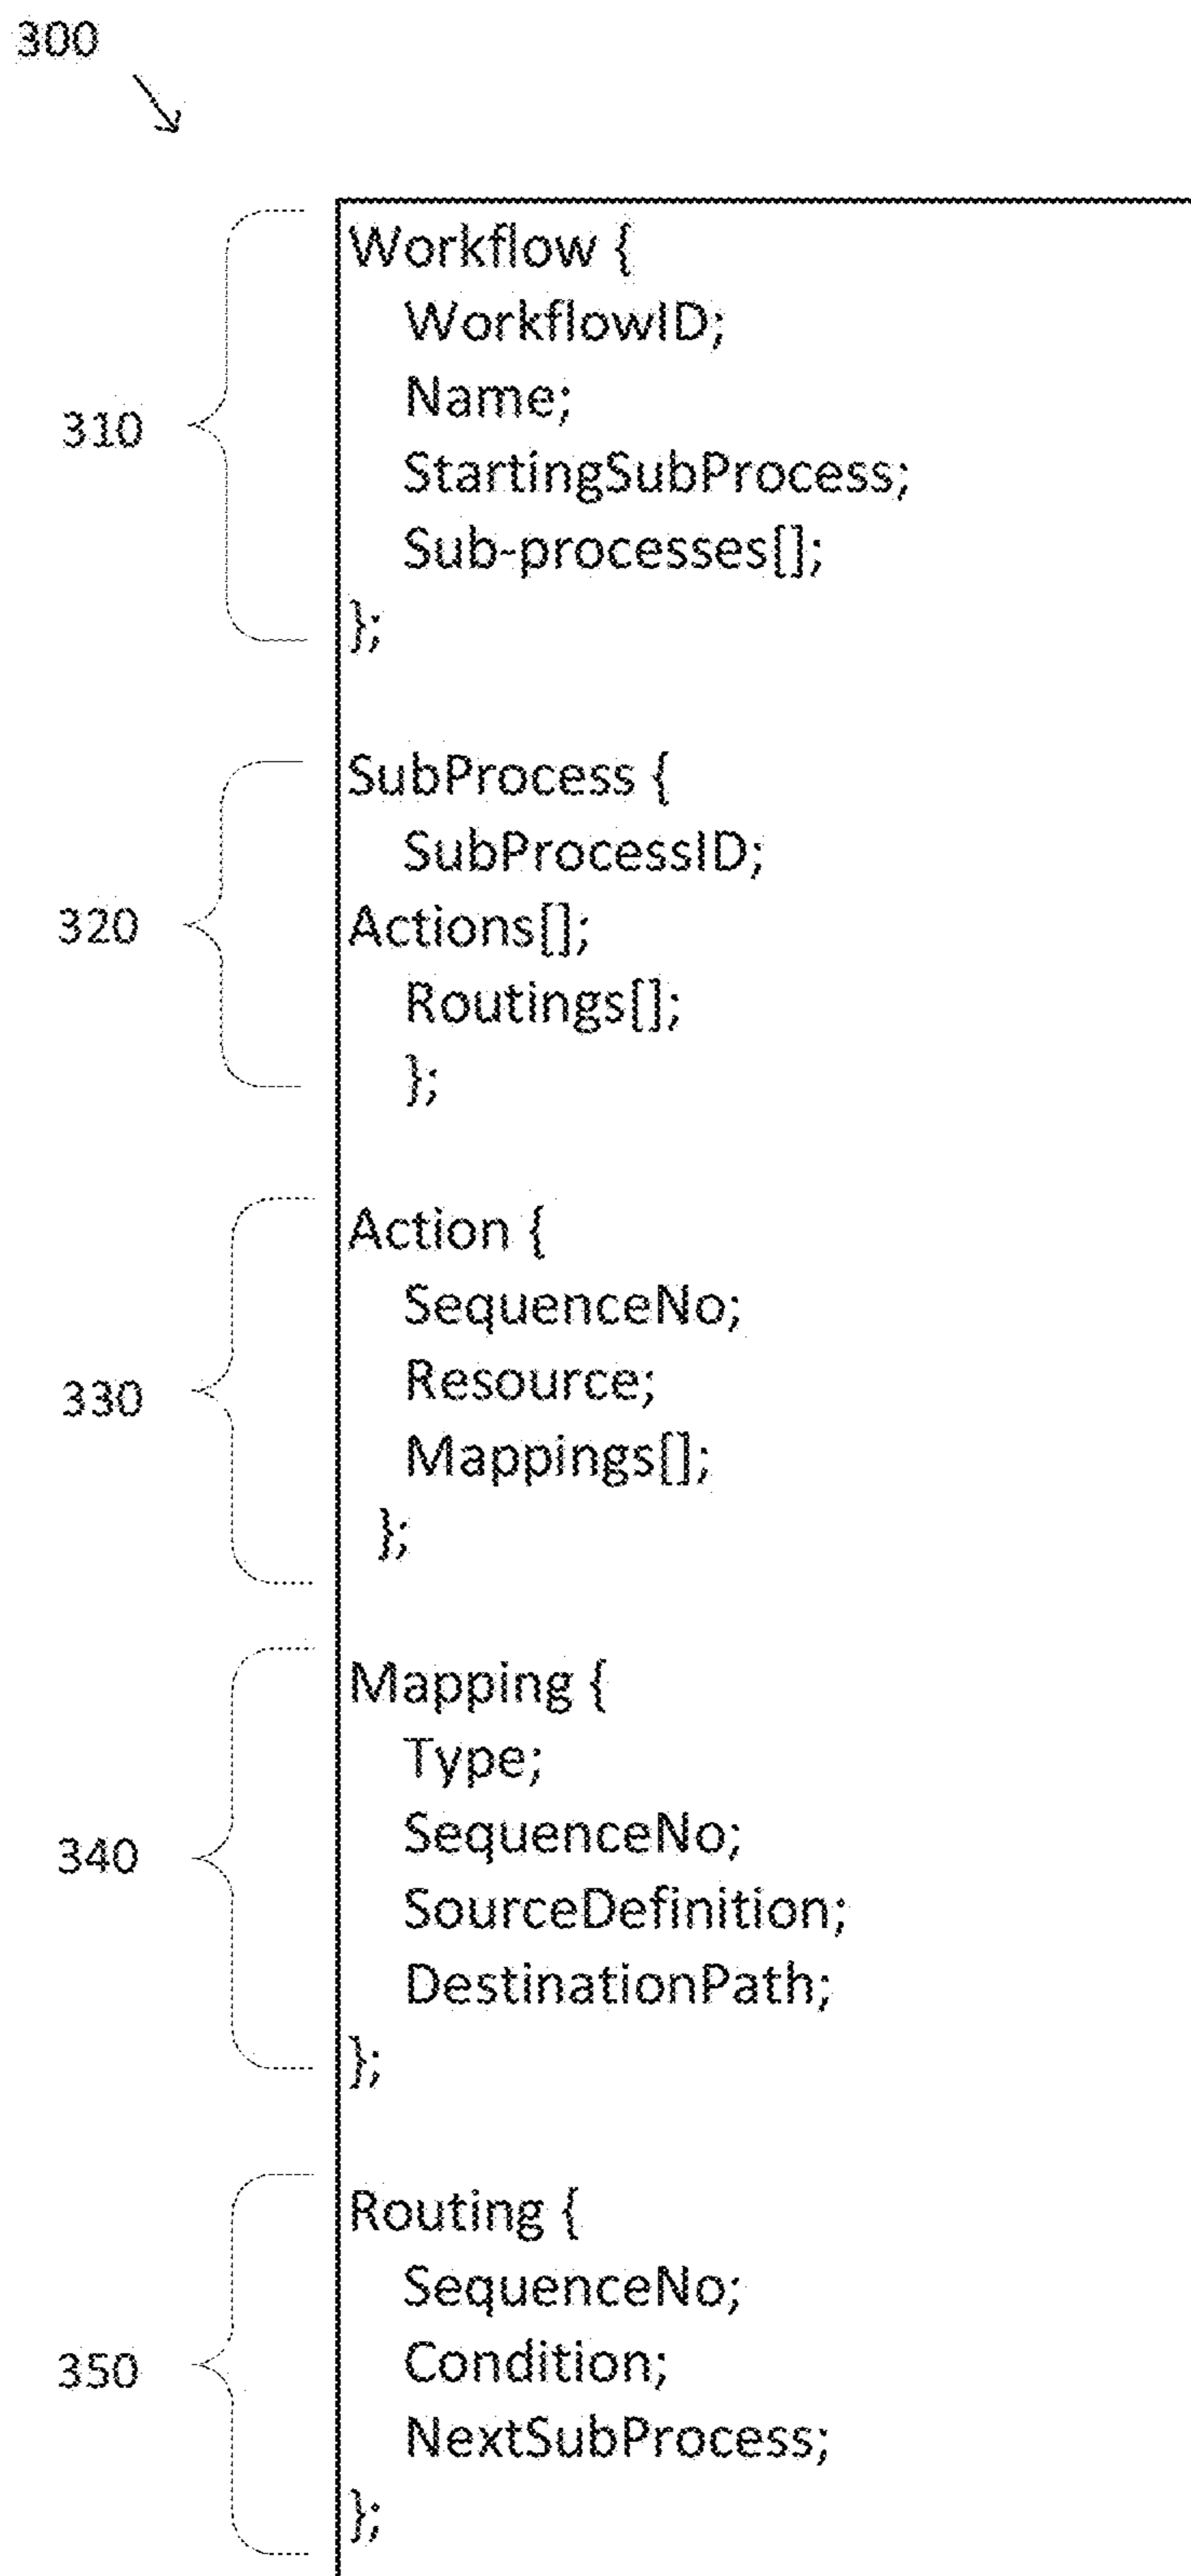 300
Workflow {
WorkflowID;
Name;
310
StartingSubProcess;
Sub-processes[];
};
SubProcess {
SubProcessID;
320
Actions[];
Routings[];
};
Action {
SequenceNo;
330
Resource;
Mappings[];
};
Mapping {
Type;
340
SequenceNo;
SourceDefinition;
DestinationPath;
};
Routing {
SequenceNo;
350
Condition;
NextSubProcess;
};